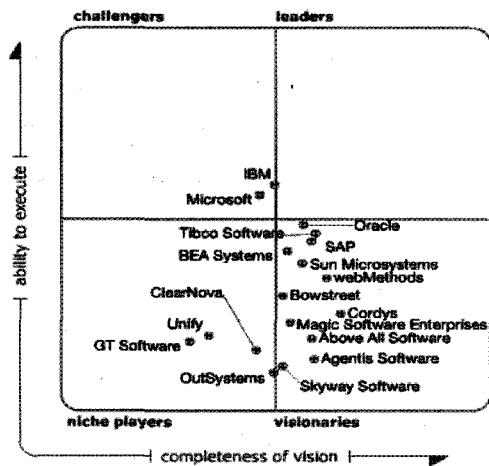 challengers
leaders
IBM
Microsoft
Oracle
Tibco Software
SAP
BEA Systems
Sun Microsystems
webMethods
ClearNova
Bowstreet
Cordys
Unify
Magic Software Enterprises
GT Software
Above All Software
Agentis Software
OutSystems
Skyway Software
niche players
visionaries
ability to execute
completeness of vision